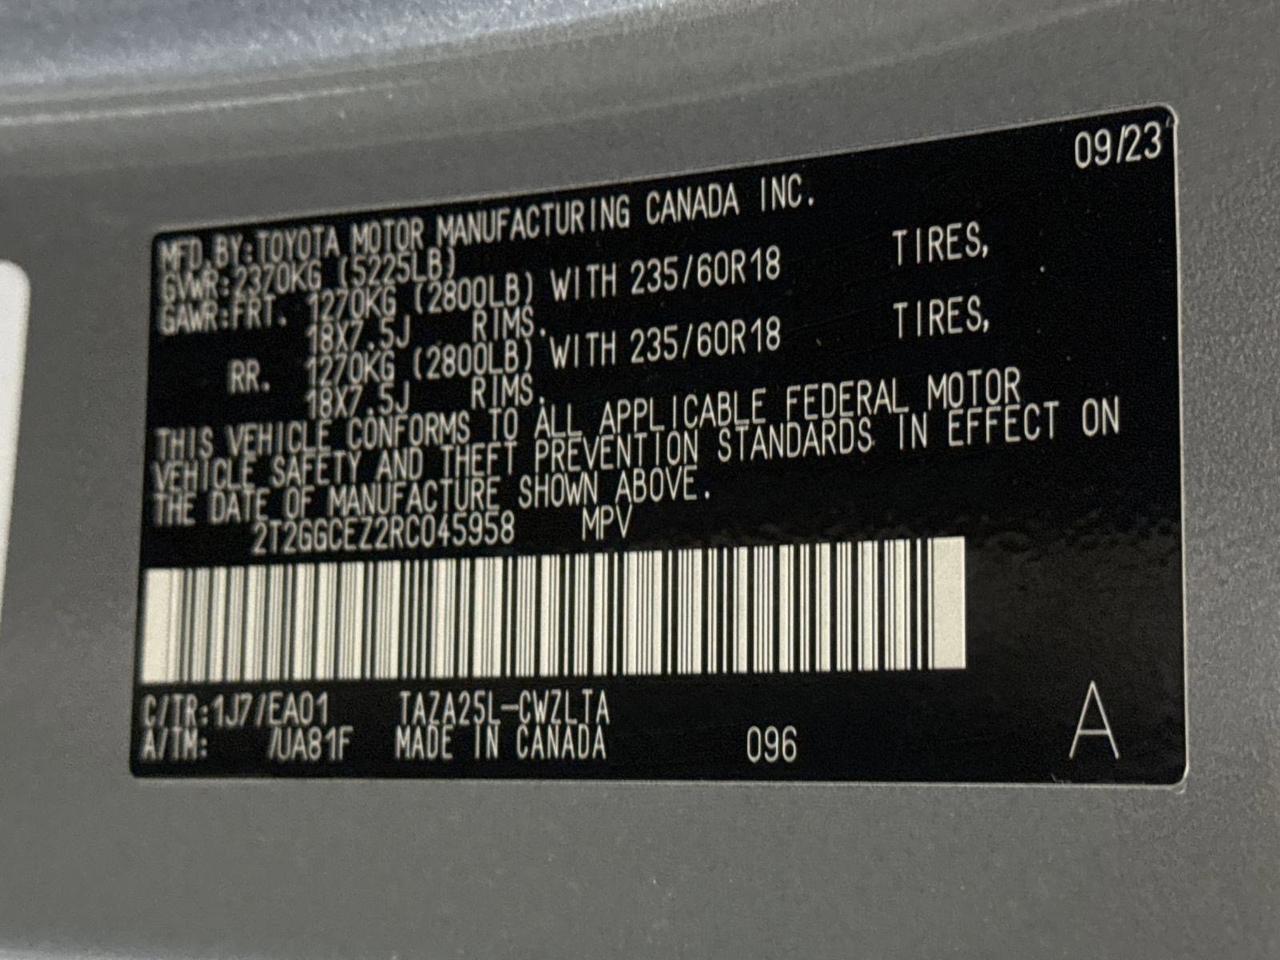 09/23
MFD.BY:TOYOTA MOTOR MANUFACTURING CANADA INC.
GVWR:2370KG (5225LB)
GAWR:FRT. 1270KG (2800LB) WITH 235/60R18 TIRES,
18X7.5J RIMS.
RR. 1270KG (2800LB) WITH 235/60R18 TIRES,
18X7.5J RIMS.
THIS VEHICLE CONFORMS TO ALL APPLICABLE FEDERAL MOTOR
VEHICLE SAFETY AND THEFT PREVENTION STANDARDS IN EFFECT ON
THE DATE OF MANUFACTURE SHOWN ABOVE.
2T2GGCEZ2RC045958 MPV
C/TR:1J7/EA01 TAZA25L-CWZLTA
A/TM: /UA81F MADE IN CANADA 096
A